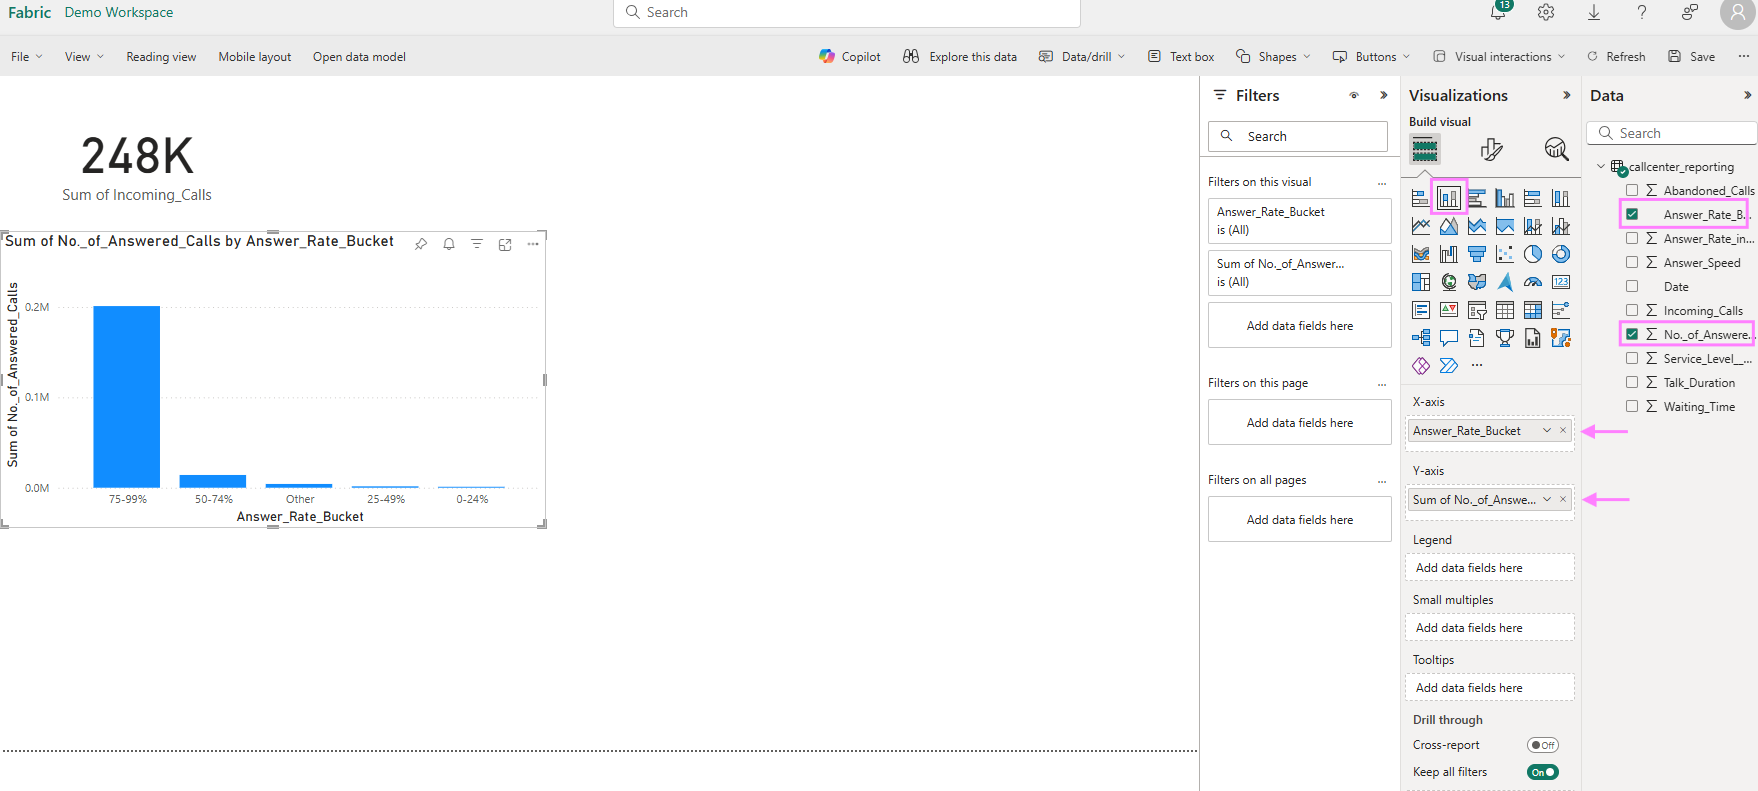 Fabric Demo Workspace
Search
13
File View Reading view Mobile layout Open data model
Copilot Explore this data Data/drill Text box Shapes Buttons Visual interactions Refresh Save ...
248K
Sum of Incoming_Calls
Sum of No._of_Answered_Calls by Answer_Rate_Bucket
Sum of No._of_Answered_Calls
0.2M
0.1M
0.0M
75-99% 50-74% Other 25-49% 0-24%
Answer_Rate_Bucket
Filters
Search
Filters on this visual ...
Answer_Rate_Bucket
is (All)
Sum of No._of_Answer...
is (All)
Add data fields here
Filters on this page ...
Add data fields here
Filters on all pages ...
Add data fields here
Visualizations
Build visual
123
...
X-axis
Answer_Rate_Bucket
Y-axis
Sum of No._of_Answe...
Legend
Add data fields here
Small multiples
Add data fields here
Tooltips
Add data fields here
Drill through
Cross-report Off
Keep all filters On
Data
Search
callcenter_reporting
Abandoned_Calls
Answer_Rate_B...
Answer_Rate_in...
Answer_Speed
Date
Incoming_Calls
No._of_Answere...
Service_Level__...
Talk_Duration
Waiting_Time